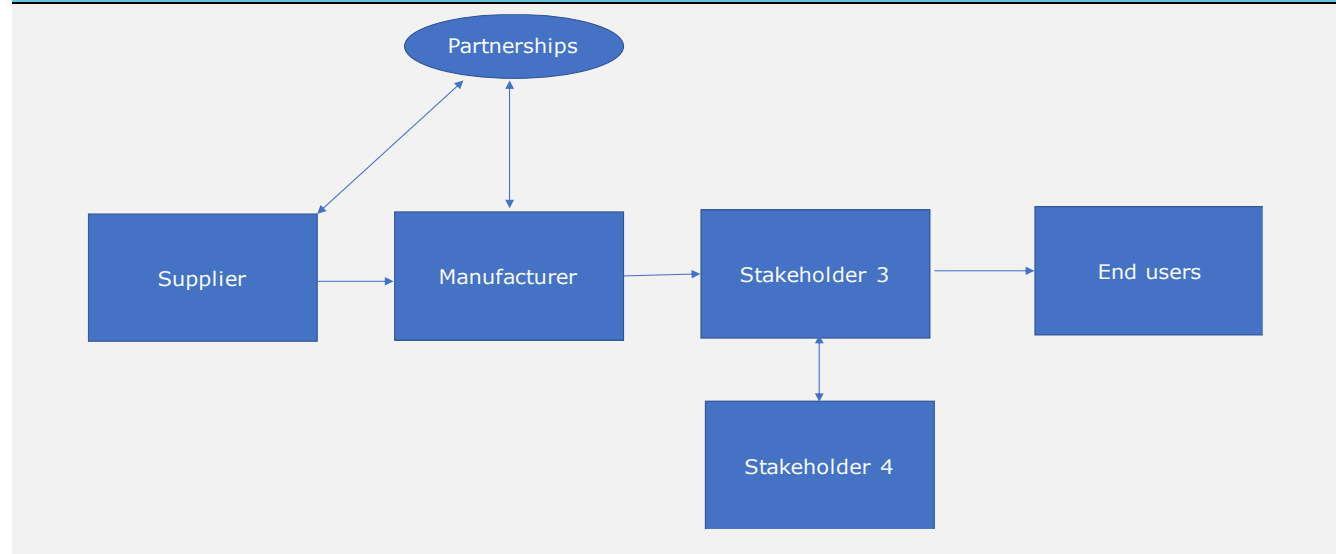 Partnerships
Supplier
Manufacturer
Stakeholder 3
End users
Stakeholder 4